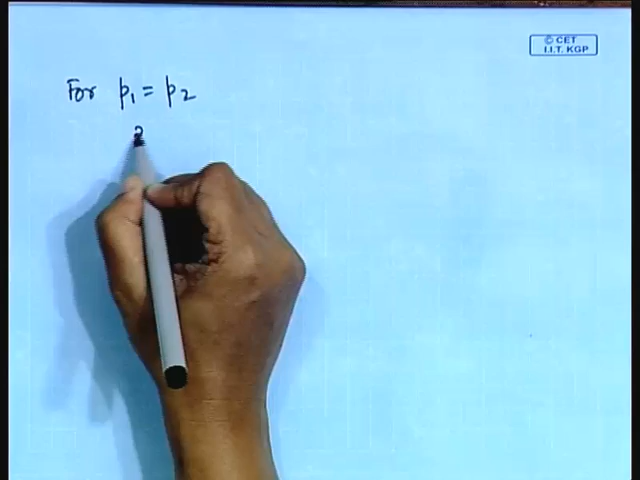 © CET
I.I.T. KGP
For p₁ = p₂